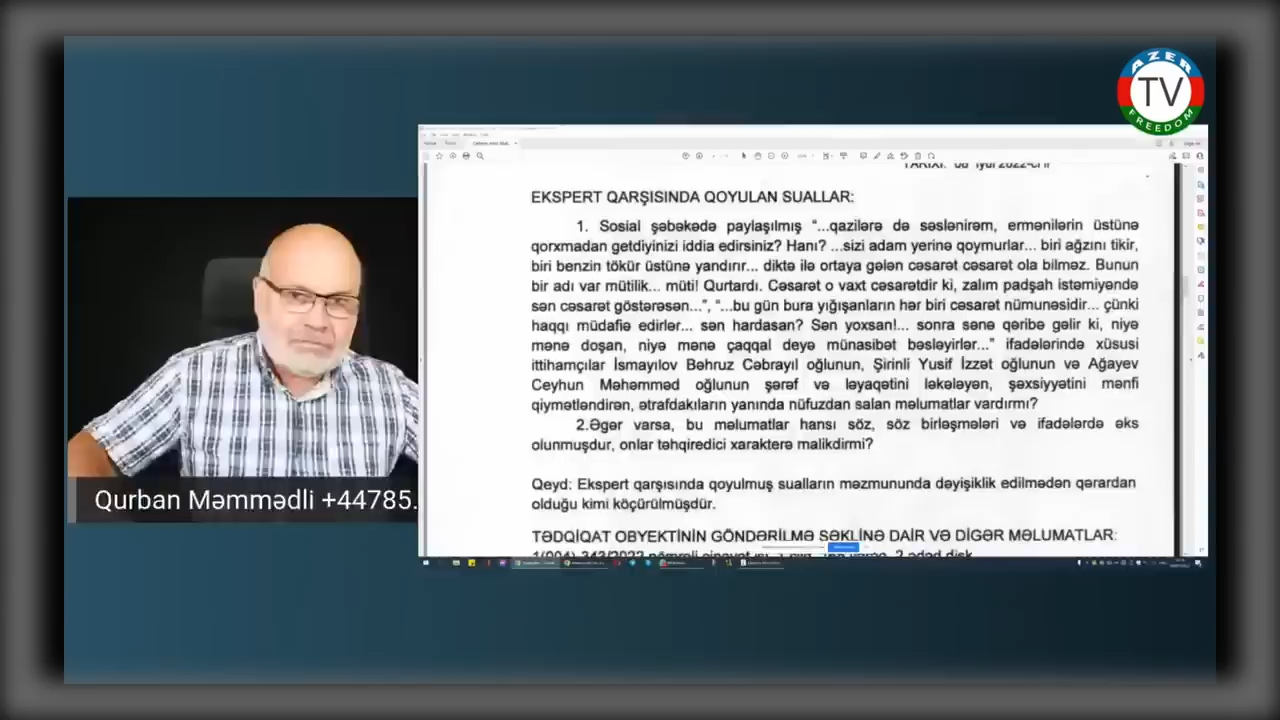 AZER
TV
FREEDOM
EKSPERT QARŞISINDA QOYULAN SUALLAR:
1. Sosial şəbəkədə paylaşılmış “...qazilərə də səslənirəm, ermənilərin üstünə
qorxmadan getdiyinizi iddia edirsiniz? Hanı? ...sizi adam yerinə qoymurlar... biri ağzını tikir,
biri benzin tökür üstünə yandırır... diktə ilə ortaya gələn cəsarət cəsarət ola bilməz. Bunun
bir adı var mütilik... müti! Qurtardı. Cəsarət o vaxt cəsarətdir ki, zalım padşah istəmiyəndə
sən cəsarət göstərəsən...”, “...bu gün bura yığışanların hər biri cəsarət nümunəsidir... çünki
haqqı müdafiə edirlər... sən hardasan? Sən yoxsan!... sonra sənə qəribə gəlir ki, niyə
mənə doşan, niyə mənə çaqqal deyə münasibət bəsləyirlər...” ifadələrində xüsusi
ittihamçılar İsmayılov Bəhruz Cəbrayıl oğlunun, Şirinli Yusif İzzət oğlunun və Ağayev
Ceyhun Məhəmməd oğlunun şərəf və ləyaqətini ləkələyən, şəxsiyyətini mənfi
qiymətləndirən, ətrafdakıların yanında nüfuzdan salan məlumatlar vardırmı?
2.Əgər varsa, bu məlumatlar hansı söz, söz birləşmələri və ifadələrdə əks
olunmuşdur, onlar təhqiredici xarakterə malikdirmi?
Qeyd: Ekspert qarşısında qoyulmuş sualların məzmununda dəyişiklik edilmədən qərardan
olduğu kimi köçürülmüşdür.
TƏDQİQAT OBYEKTİNİN GÖNDƏRİLMƏ ŞƏKLİNƏ DAİR VƏ DİGƏR MƏLUMATLAR:
Qurban Məmmədli +44785.